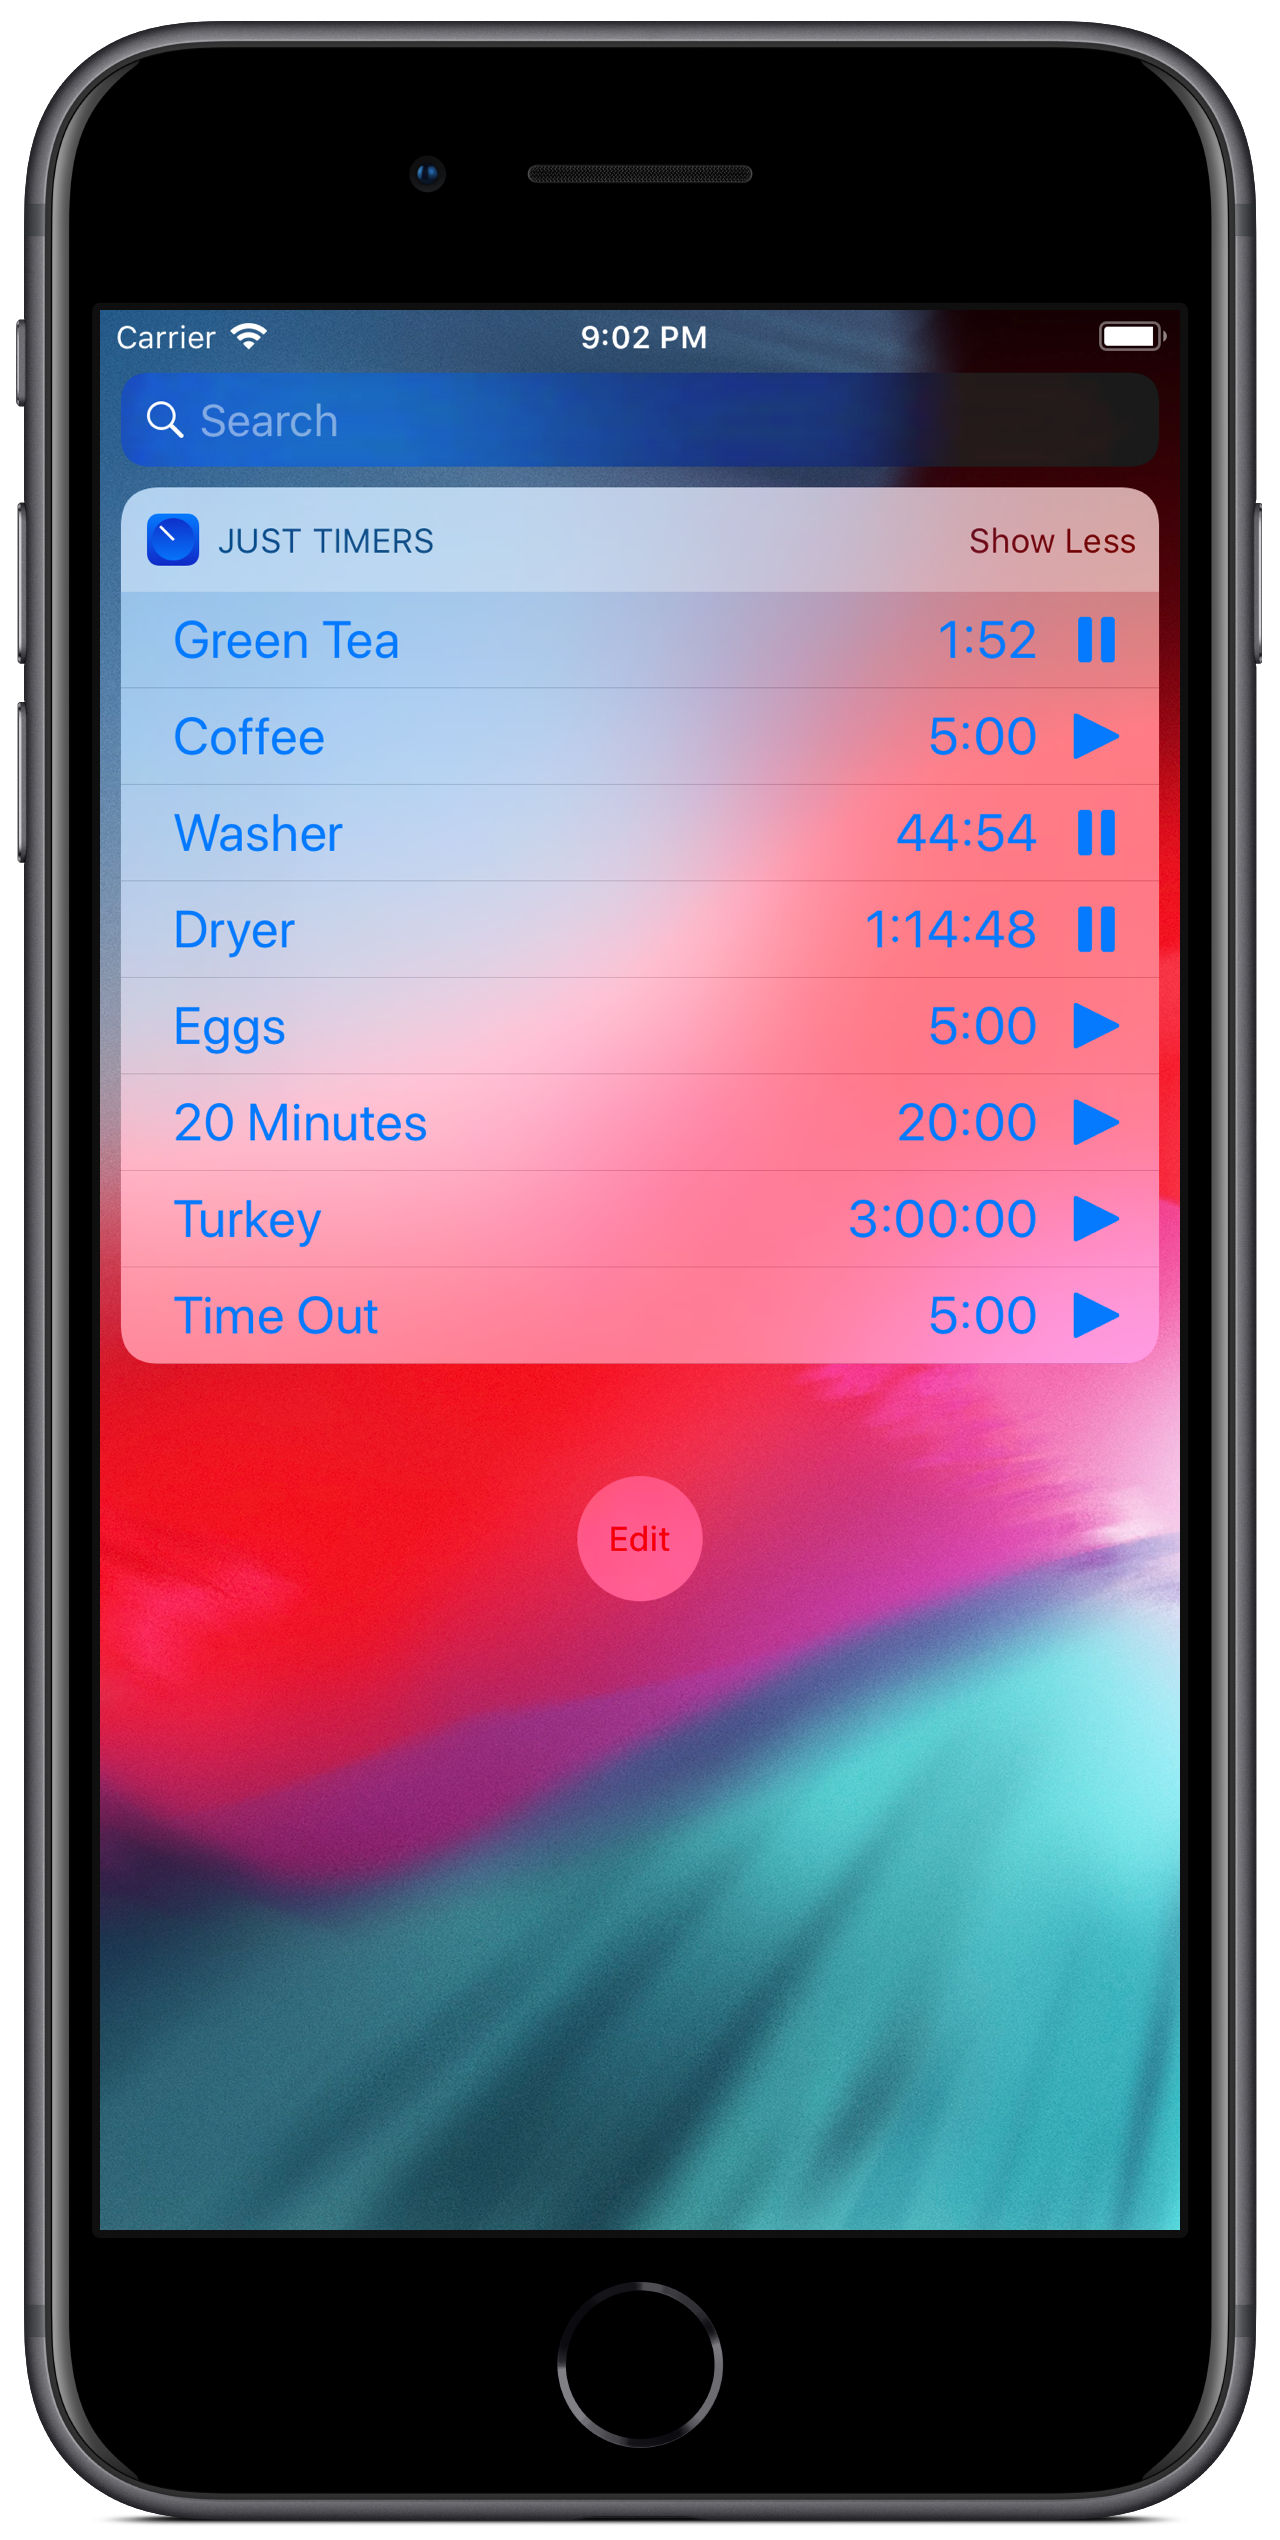 Carrier 9:02 PM
Search
JUST TIMERS Show Less
Green Tea 1:52
Coffee 5:00
Washer 44:54
Dryer 1:14:48
Eggs 5:00
20 Minutes 20:00
Turkey 3:00:00
Time Out 5:00
Edit